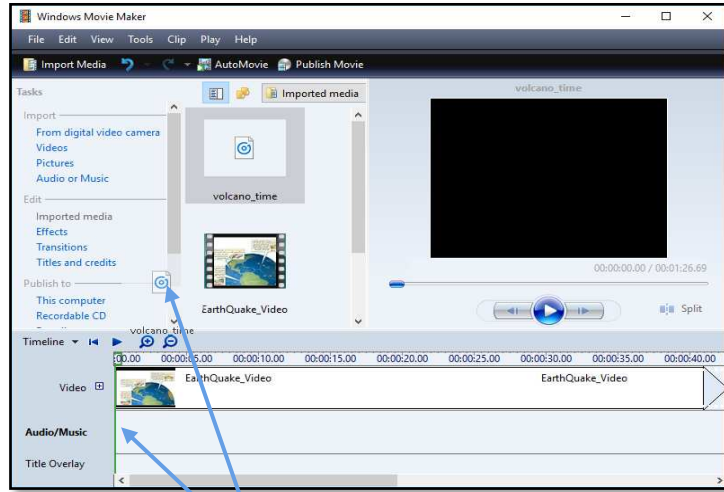 Windows Movie Maker
File Edit View Tools Clip Play Help
Import Media AutoMovie Publish Movie
Tasks
Imported media
volcano_time
Import
From digital video camera
Videos
Pictures
Audio or Music
Edit
Imported media
Effects
Transitions
Titles and credits
Publish to
This computer
Recordable CD
volcano_time
EarthQuake_Video
00:00:00.00 / 00:01:26.69
Split
volcano_time
Timeline
00:00:05.00 00:00:10.00 00:00:15.00 00:00:20.00 00:00:25.00 00:00:30.00 00:00:35.00 00:00:40.00
Video EarthQuake_Video EarthQuake_Video
Audio/Music
Title Overlay